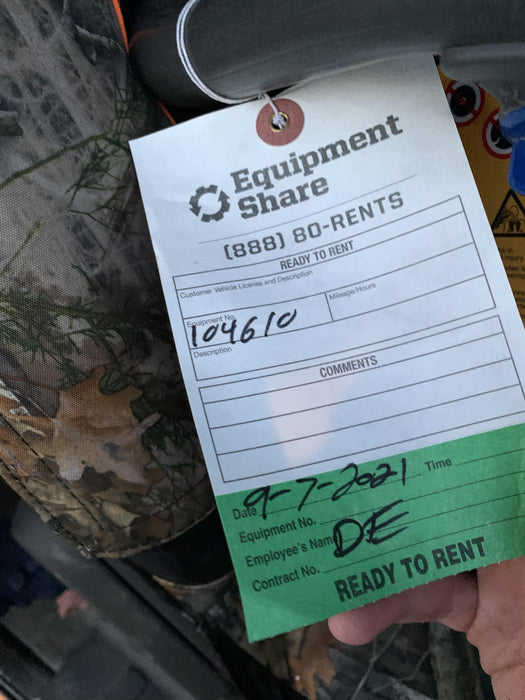 Equipment
Share
(888) 80-RENTS
READY TO RENT
Customer Vehicle License and Description
Equipment No. Mileage/Hours
104610
Description
COMMENTS
Date 9-7-2021 Time
Equipment No.
Employee's Name DE
Contract No.
READY TO RENT